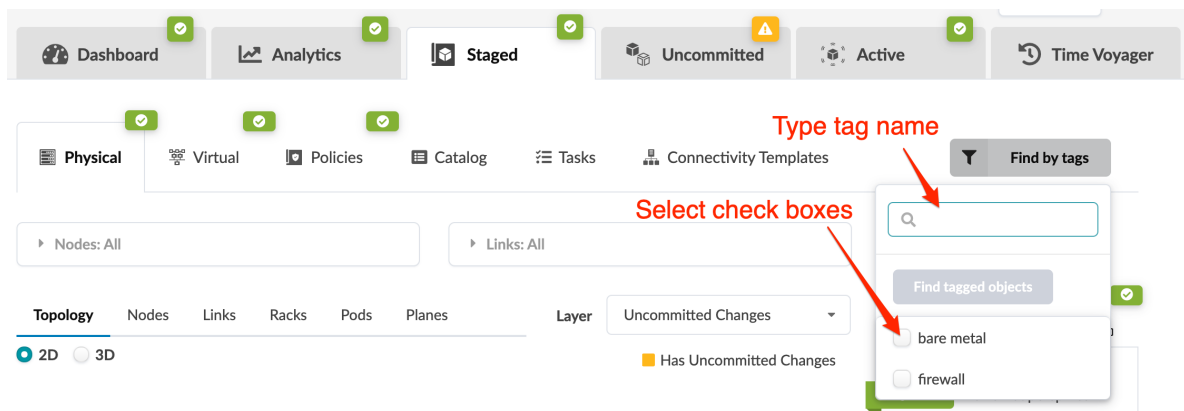 Dashboard
Analytics
Staged
Uncommitted
Active
Time Voyager
Type tag name
Physical
Virtual
Policies
Catalog
Tasks
Connectivity Templates
Find by tags
Select check boxes
Nodes: All
Links: All
Find tagged objects
Topology
Nodes
Links
Racks
Pods
Planes
Layer
Uncommitted Changes
2D
3D
Has Uncommitted Changes
bare metal
firewall